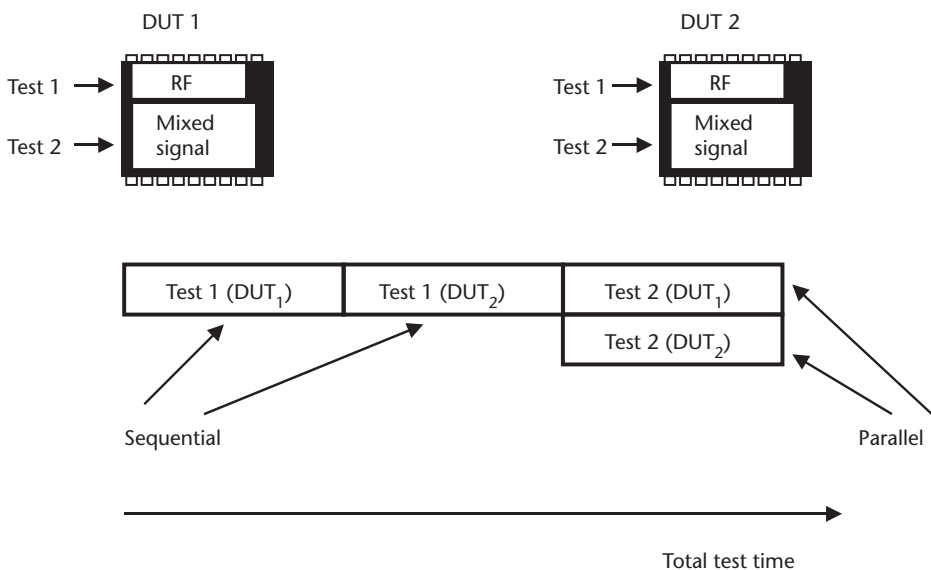 DUT 1
DUT 2
Test 1
RF
Test 2
Mixed
signal
Test 1
RF
Test 2
Mixed
signal
Test 1 (DUT₁)
Test 1 (DUT₂)
Test 2 (DUT₁)
Test 2 (DUT₂)
Sequential
Parallel
Total test time